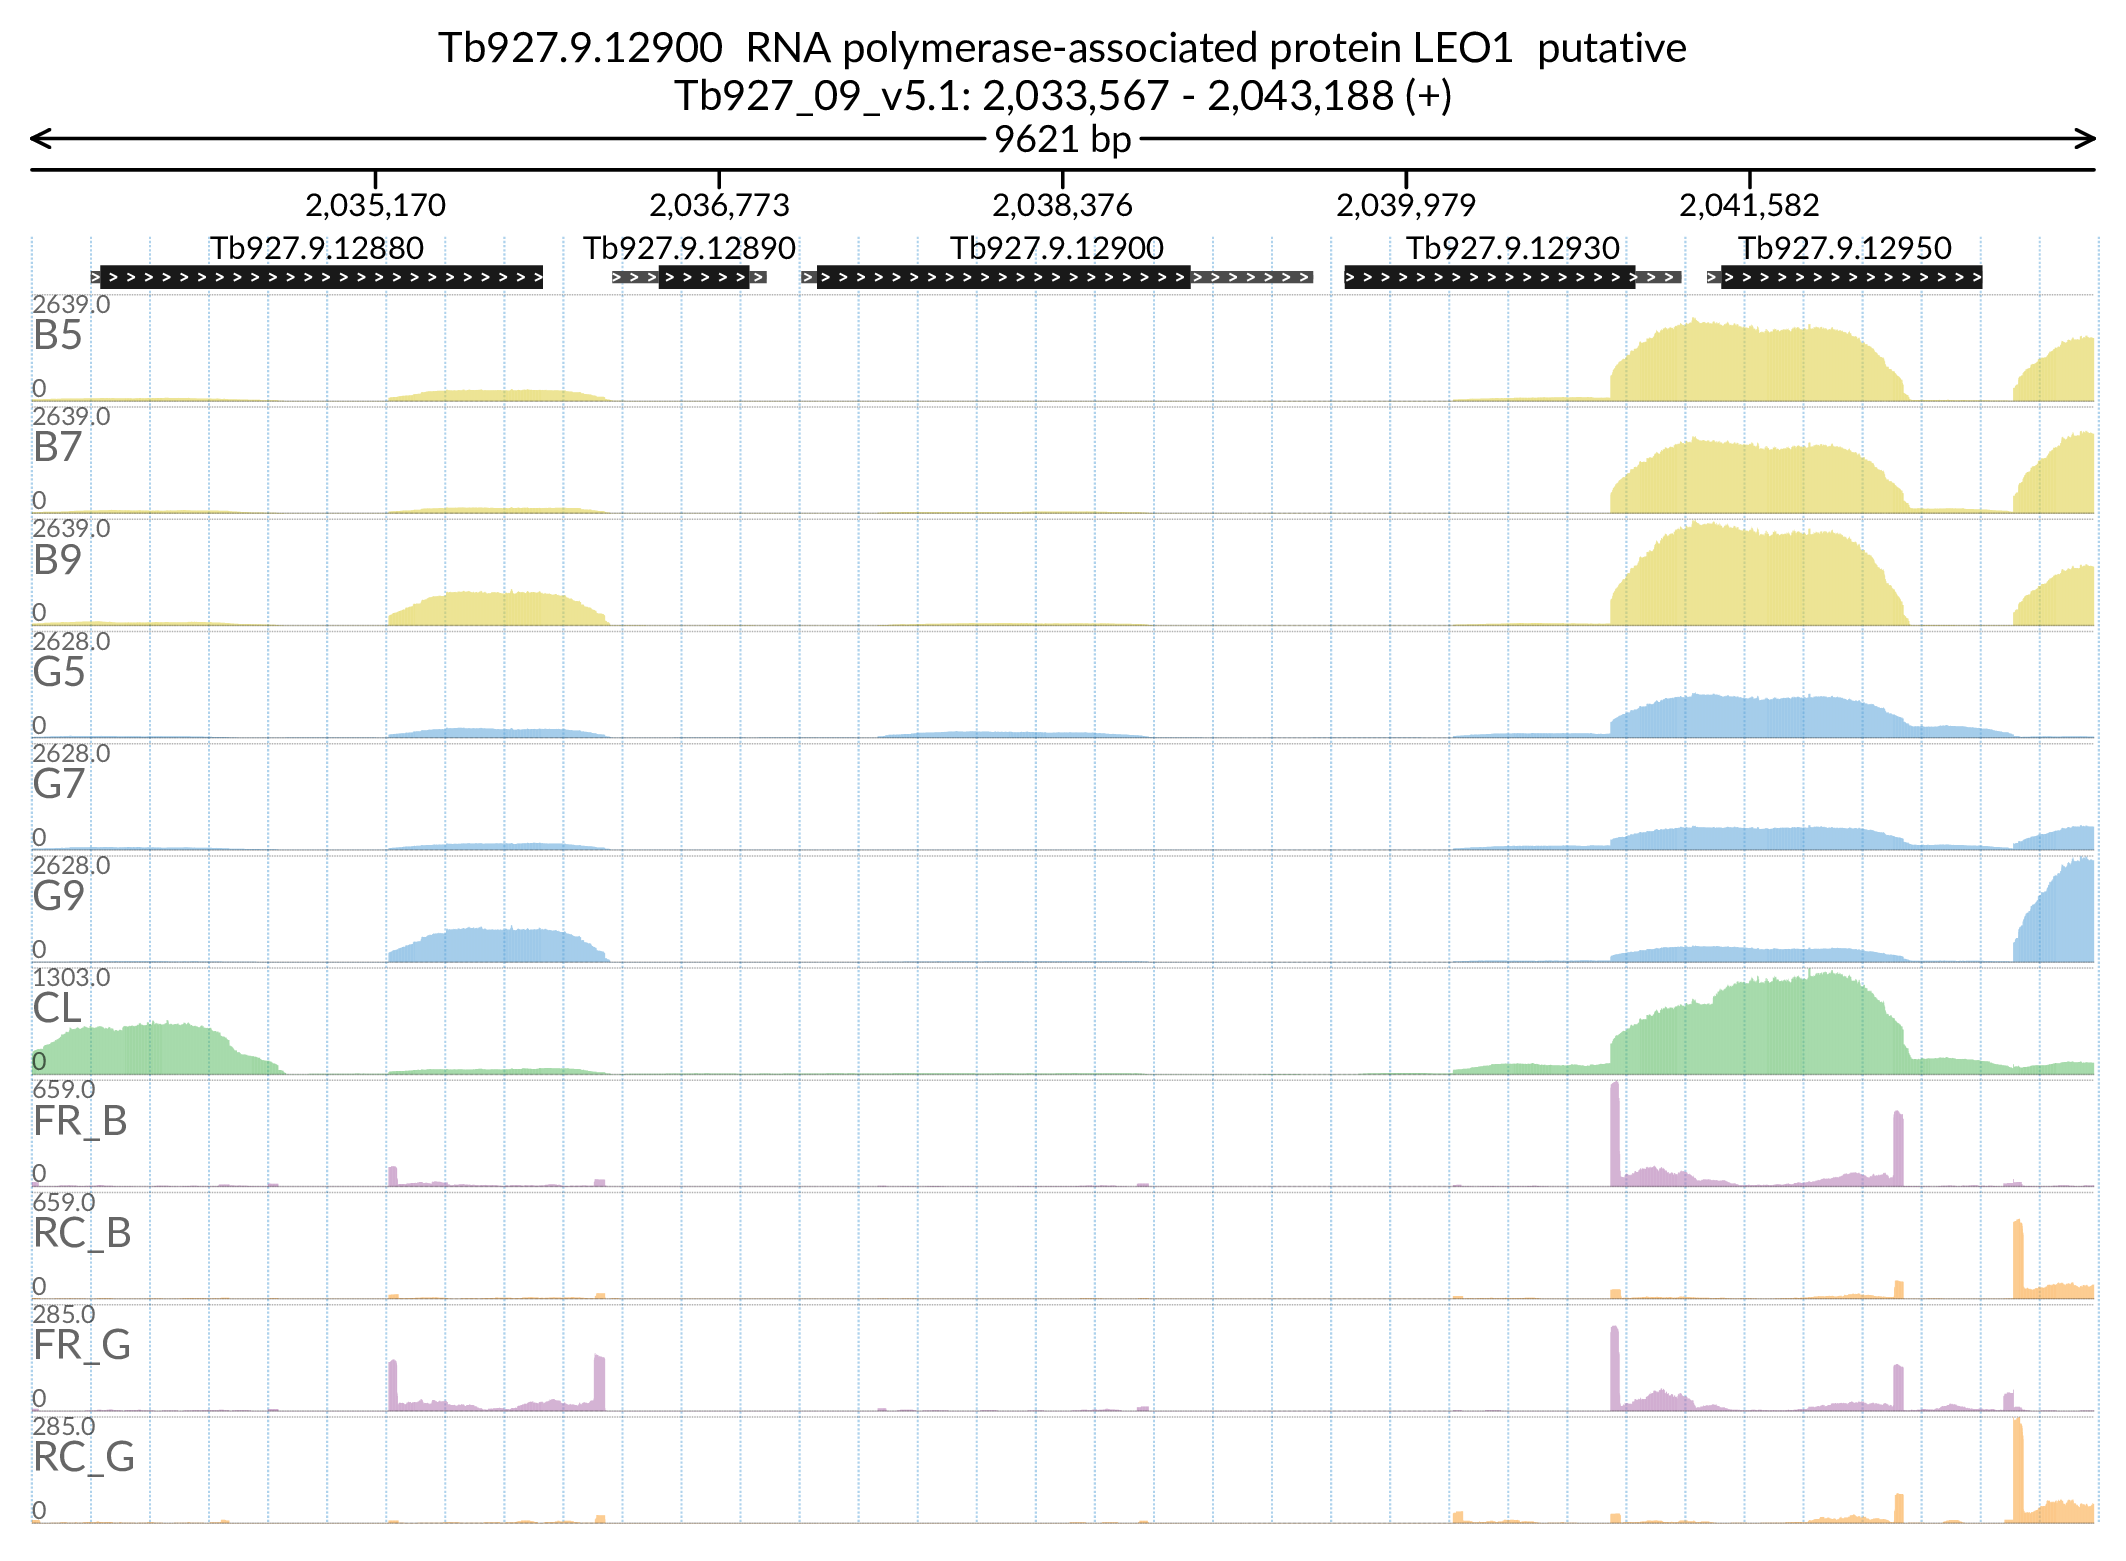 Tb927.9.12900  RNA polymerase-associated protein LEO1  putative
Tb927_09_v5.1: 2,033,567 - 2,043,188 (+)
9621 bp
2,035,170 2,036,773 2,038,376 2,039,979 2,041,582
Tb927.9.12880 Tb927.9.12890 Tb927.9.12900 Tb927.9.12930 Tb927.9.12950
2639.0
B5
0
2639.0
B7
0
2639.0
B9
0
2628.0
G5
0
2628.0
G7
0
2628.0
G9
0
1303.0
CL
0
659.0
FR_B
0
659.0
RC_B
0
285.0
FR_G
0
285.0
RC_G
0